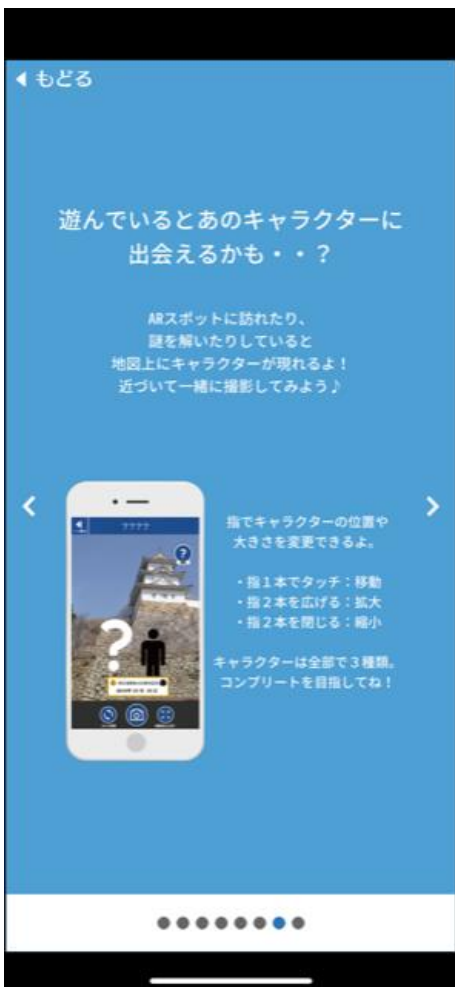 もどる
遊んでいるとあのキャラクターに
出会えるかも・・？
ARスポットに訪れたり、
謎を解いたりしていると
地図上にキャラクターが現れるよ！
近づいて一緒に撮影してみよう♪
????
?
?
指でキャラクターの位置や
大きさを変更できるよ。
・指１本でタッチ：移動
・指２本を広げる：拡大
・指２本を閉じる：縮小
キャラクターは全部で３種類。
コンプリートを目指してね！